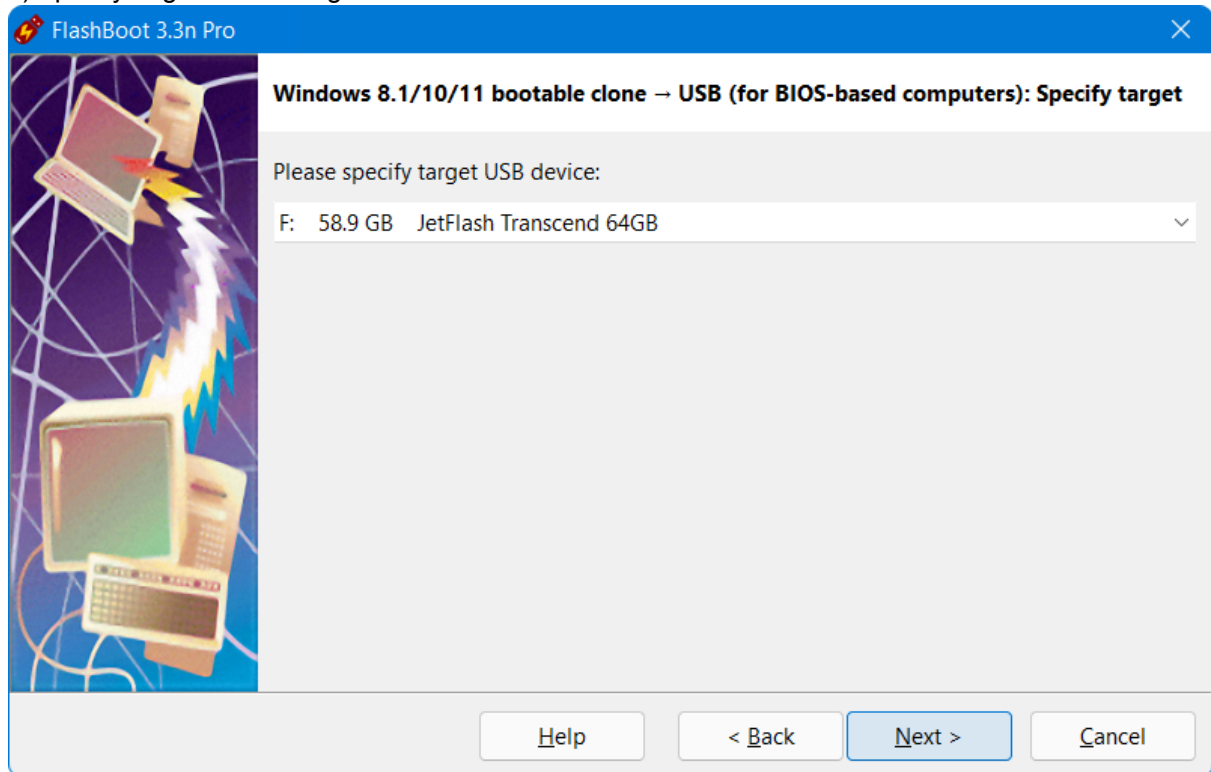 FlashBoot 3.3n Pro
Windows 8.1/10/11 bootable clone → USB (for BIOS-based computers): Specify target
Please specify target USB device:
F: 58.9 GB JetFlash Transcend 64GB
Help < Back Next > Cancel